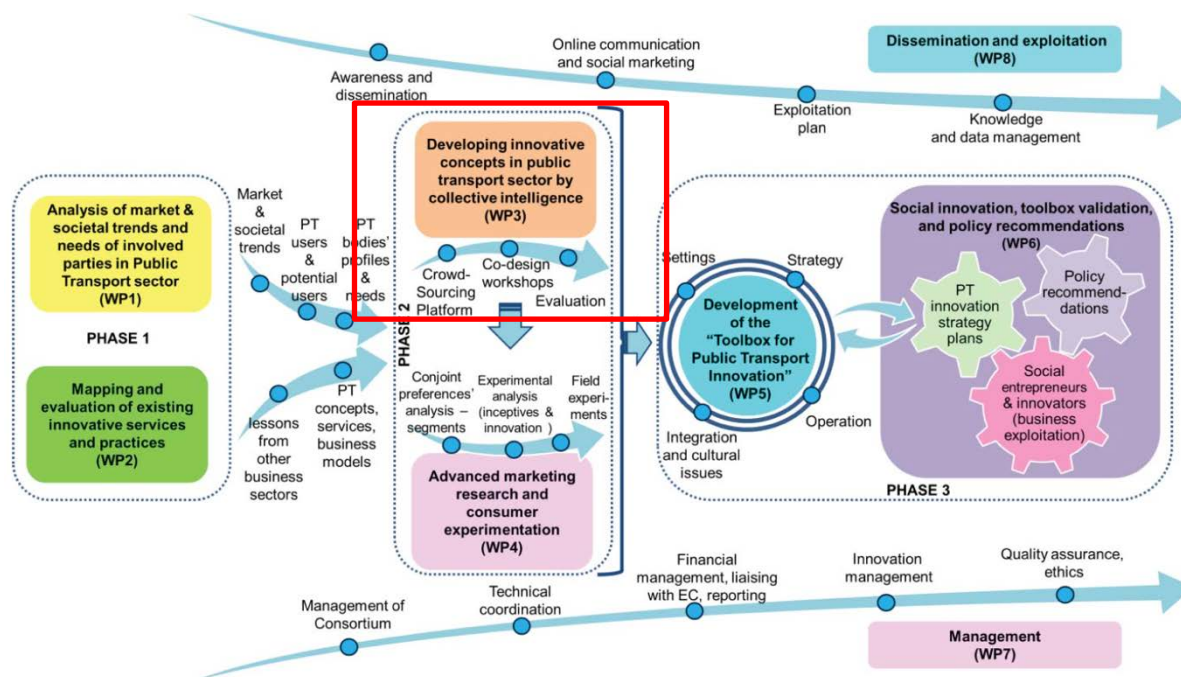 Online communication
and social marketing
Dissemination and exploitation
(WP8)
Awareness and
dissemination
Exploitation
plan
Knowledge
and data management
Analysis of market &
societal trends and
needs of involved
parties in Public
Transport sector
(WP1)
PHASE 1
Mapping and
evaluation of existing
innovative services
and practices
(WP2)
Market
&
societal
trends
PT
users
&
potential
users
PT
bodies'
profiles
&
needs
lessons
from
other
business
sectors
PT
concepts,
services,
business
models
PHASE 2
Developing innovative
concepts in public
transport sector by
collective intelligence
(WP3)
Crowd-
Sourcing
Platform
Co-design
workshops
Evaluation
Conjoint
preferences'
analysis –
segments
Experimental
analysis
(inceptives &
innovation )
Field
experi-
ments
Advanced marketing
research and
consumer
experimentation
(WP4)
Settings
Strategy
Development
of the
"Toolbox for
Public Transport
Innovation"
(WP5)
Integration
and cultural
issues
Operation
Social innovation, toolbox validation,
and policy recommendations
(WP6)
PT
innovation
strategy
plans
Policy
recommend-
dations
Social
entrepreneurs
& innovators
(business
exploitation)
PHASE 3
Management of
Consortium
Technical
coordination
Financial
management, liaising
with EC, reporting
Innovation
management
Quality assurance,
ethics
Management
(WP7)